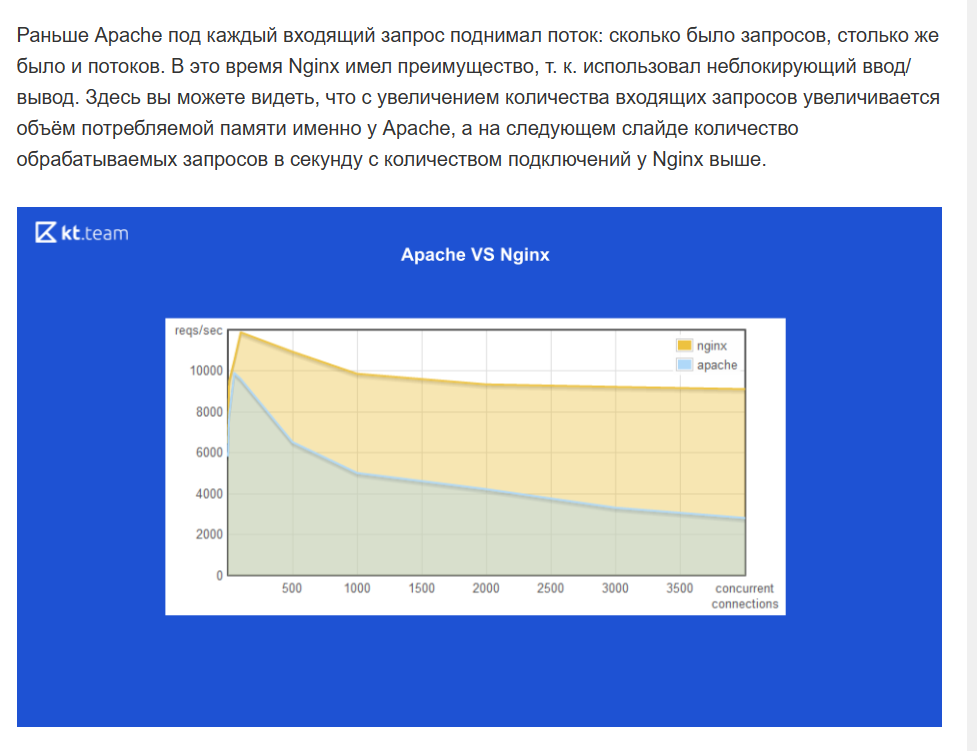 Раньше Apache под каждый входящий запрос поднимал поток: сколько было запросов, столько же
было и потоков. В это время Nginx имел преимущество, т. к. использовал неблокирующий ввод/
вывод. Здесь вы можете видеть, что с увеличением количества входящих запросов увеличивается
объём потребляемой памяти именно у Apache, а на следующем слайде количество
обрабатываемых запросов в секунду с количеством подключений у Nginx выше.
kt.team
Apache VS Nginx
reqs/sec
nginx
apache
10000
8000
6000
4000
2000
0
500 1000 1500 2000 2500 3000 3500 concurrent
connections